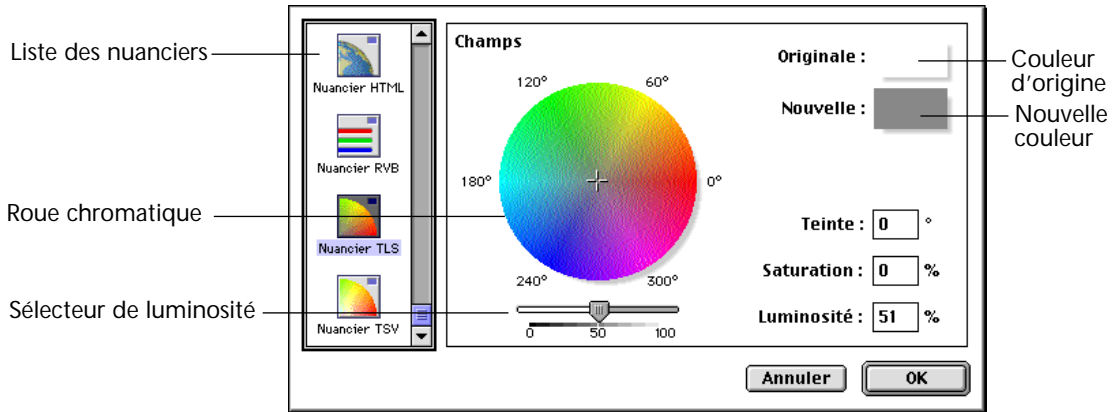 Liste des nuanciers
Roue chromatique
Sélecteur de luminosité
Nuancier HTML
Nuancier RVB
Nuancier TLS
Nuancier TSV
Champs
120°
60°
180°
0°
240°
300°
0
50
100
Originale :
Nouvelle :
Teinte : 0 °
Saturation : 0 %
Luminosité : 51 %
Annuler
OK
Couleur
d'origine
Nouvelle
couleur